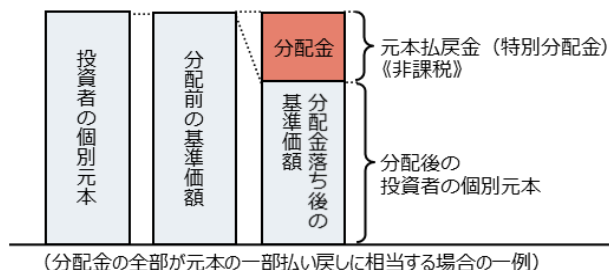 投資者の個別元本
分配前の基準価額
分配金
分配金落ち後の
基準価額
元本払戻金（特別分配金）
《非課税》
分配後の
投資者の個別元本
（分配金の全部が元本の一部払い戻しに相当する場合の一例）